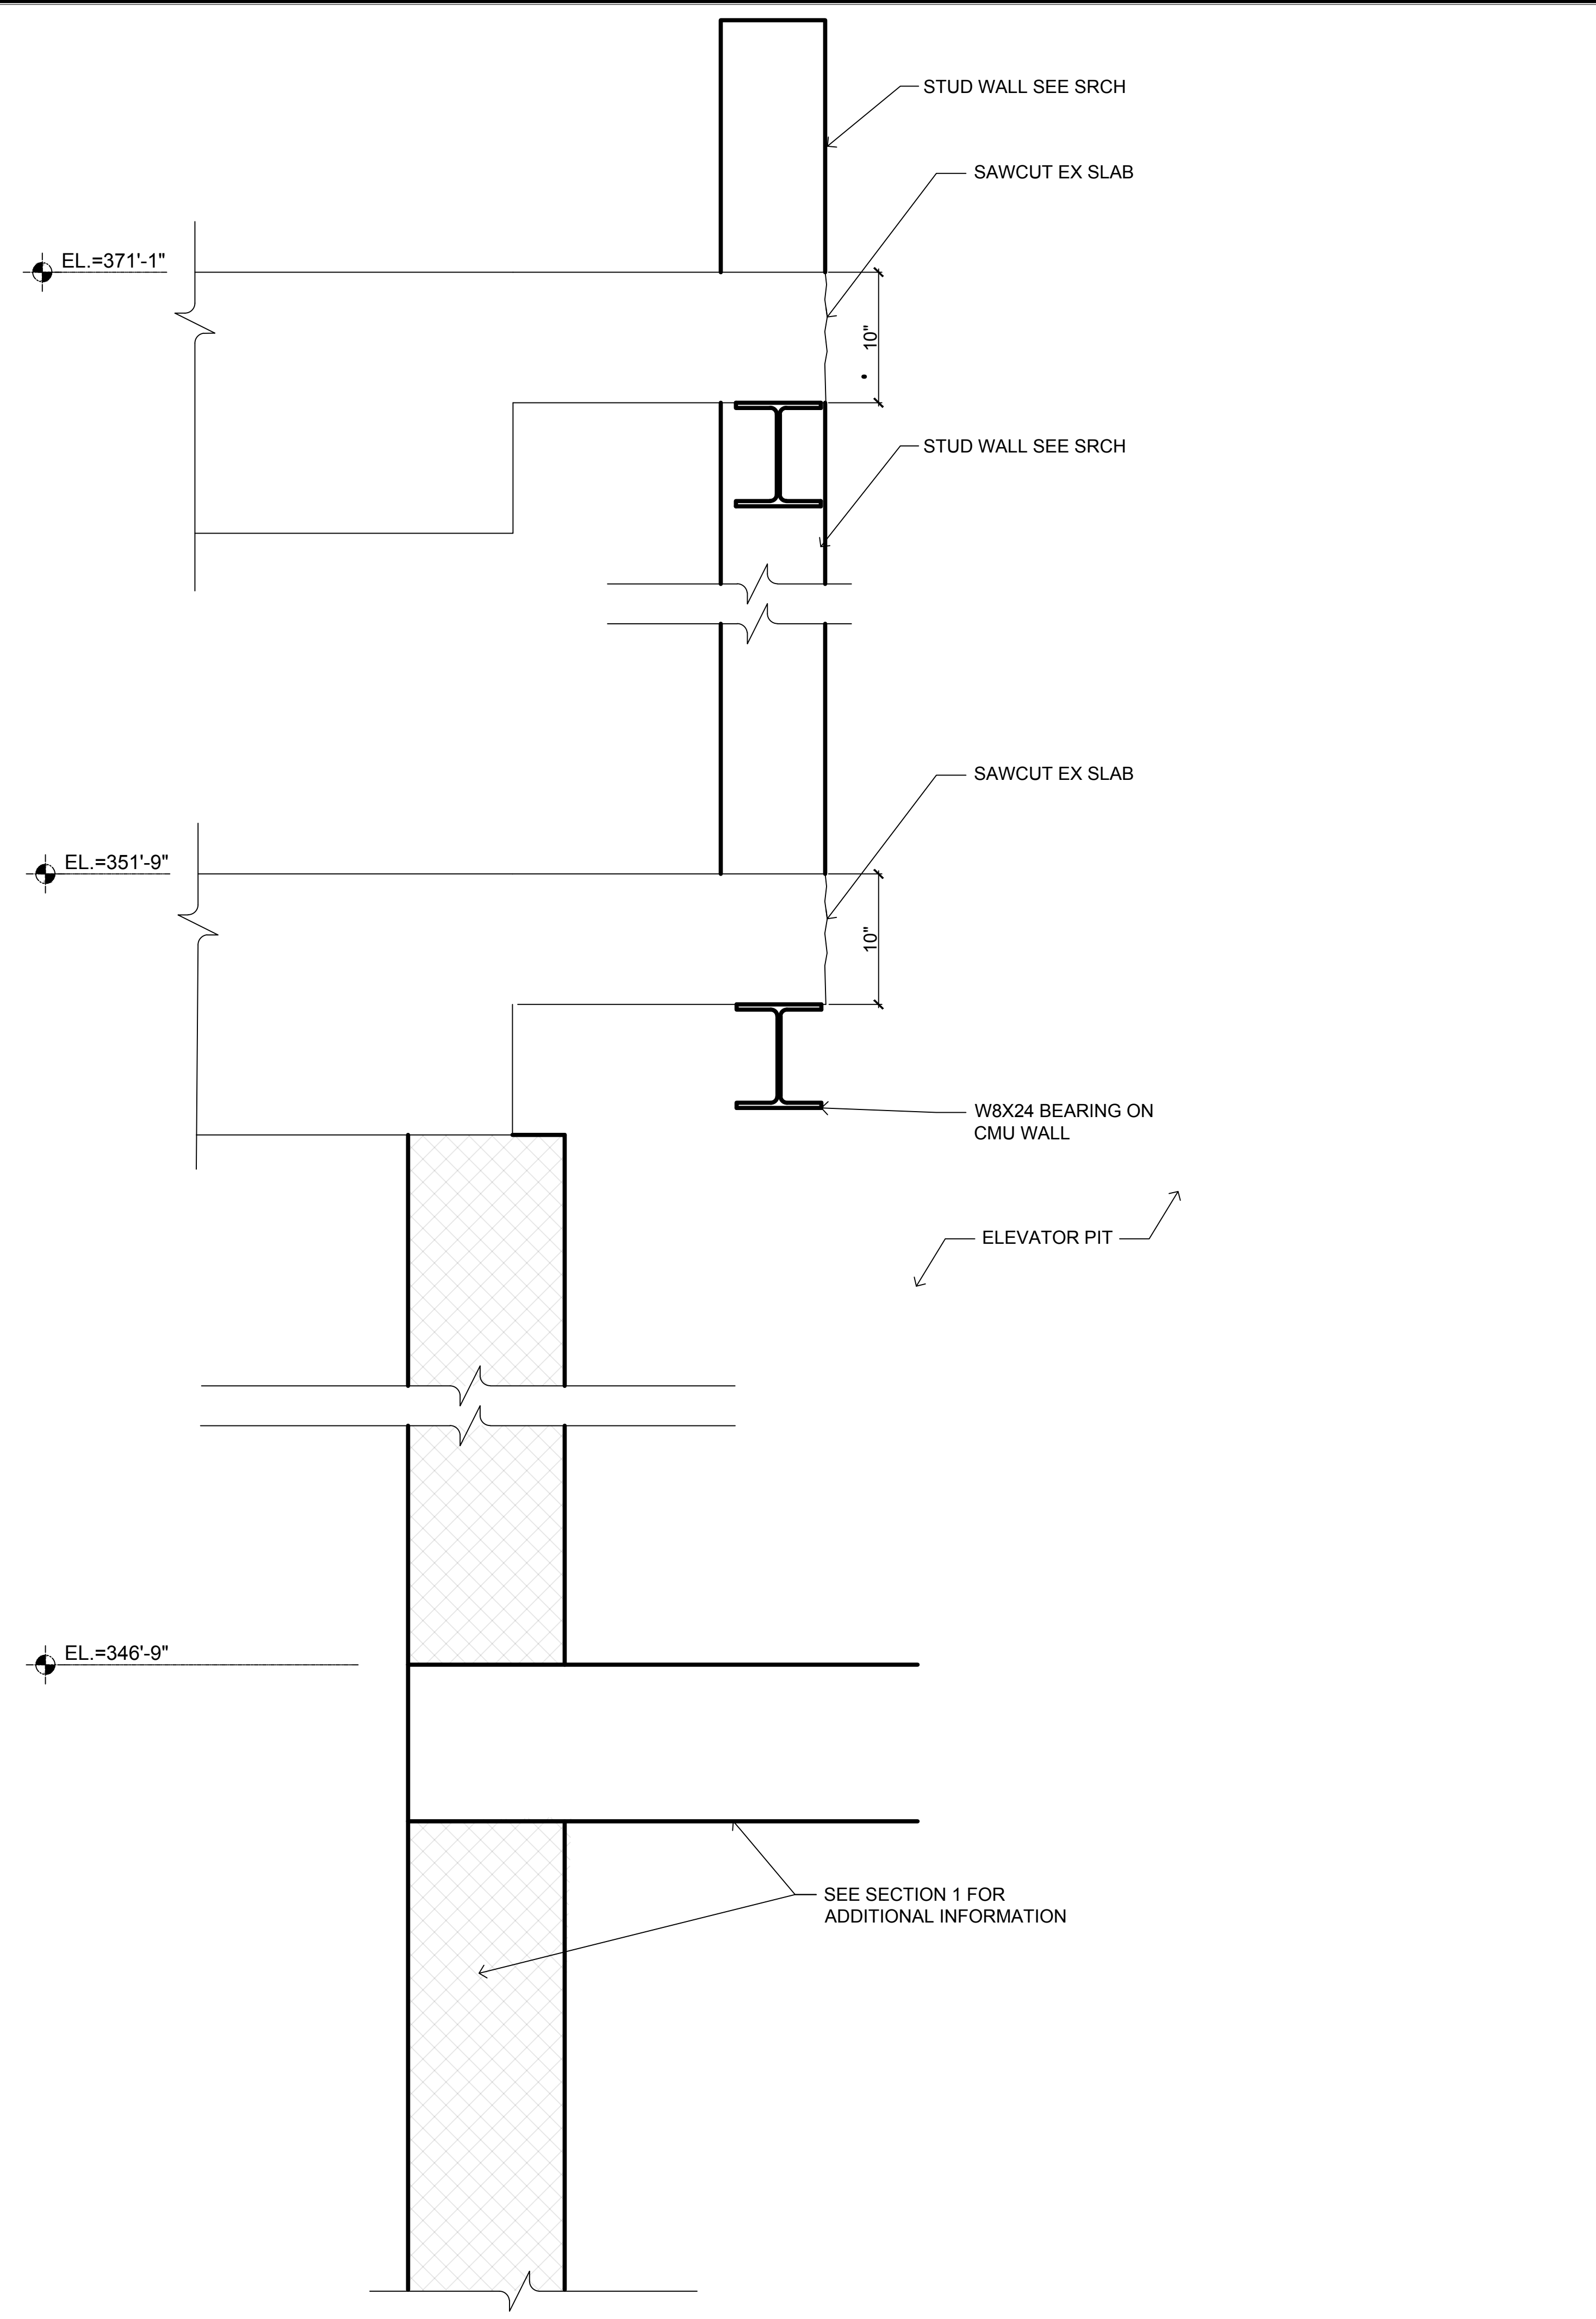 STUD WALL SEE SRCH
SAWCUT EX SLAB
EL.=371'-1"
10"
STUD WALL SEE SRCH
SAWCUT EX SLAB
EL.=351'-9"
10"
W8X24 BEARING ON
CMU WALL
ELEVATOR PIT
EL.=346'-9"
SEE SECTION 1 FOR
ADDITIONAL INFORMATION